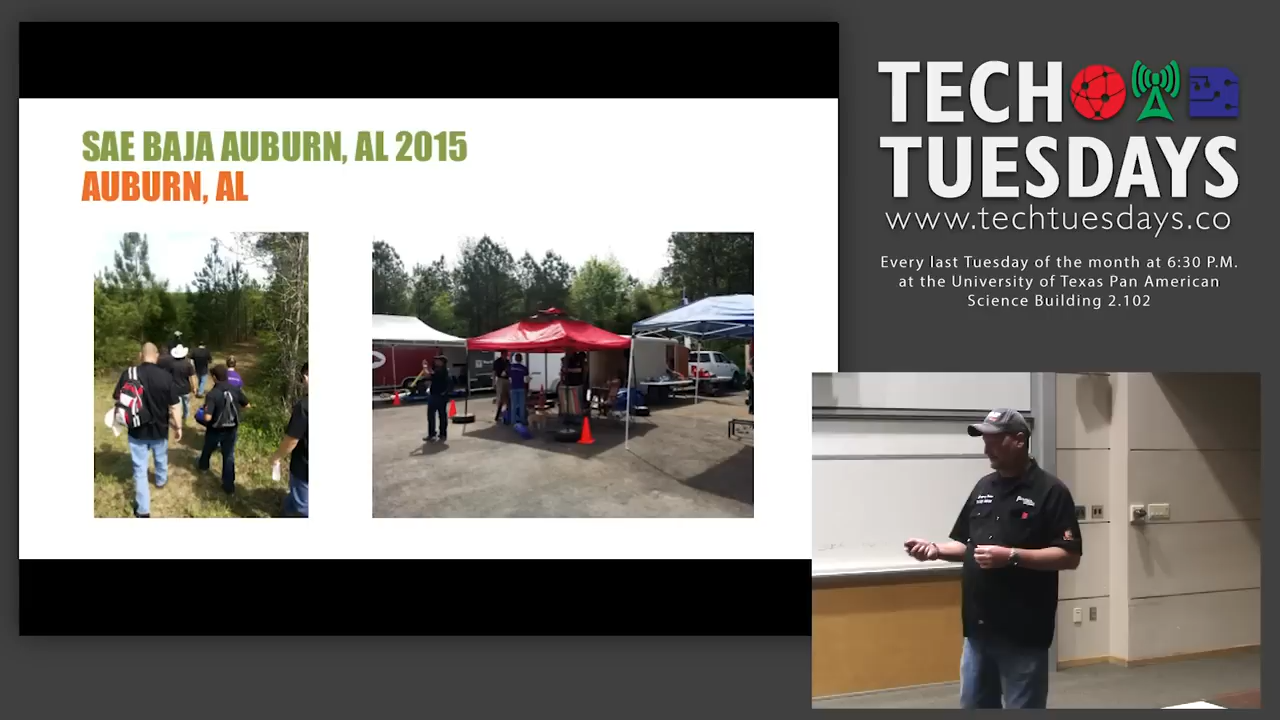 SAE BAJA AUBURN, AL 2015
AUBURN, AL
TECH
TUESDAYS
www.techtuesdays.co
Every last Tuesday of the month at 6:30 P.M.
at the University of Texas Pan American
Science Building 2.102